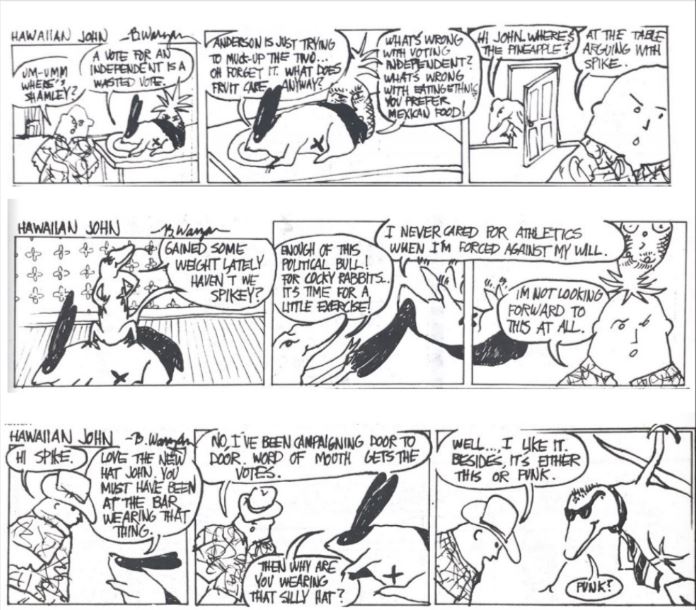 HAWAIIAN JOHN
-B.Warzyn
UM-UMM
WHERE'S
SHAMLEY?
A VOTE FOR AN
INDEPENDENT IS A
WASTED VOTE.
ANDERSON IS JUST TRYING
TO MUCK-UP THE TWO...
OH FORGET IT. WHAT DOES
FRUIT CARE ANYWAY?
WHAT'S WRONG
WITH VOTING
INDEPENDENT?
WHAT'S WRONG
WITH EATING ETHNIC
YOU PREFER
MEXICAN FOOD!
HI JOHN. WHERE'S
THE PINEAPPLE?
AT THE TABLE
ARGUING WITH
SPIKE.
HAWAIIAN JOHN
GAINED SOME
WEIGHT LATELY
HAVEN'T WE
SPIKEY?
ENOUGH OF THIS
POLITICAL BULL!
FOR COCKY RABBITS..
IT'S TIME FOR A
LITTLE EXERCISE!
I NEVER CARED FOR ATHLETICS
WHEN I'M FORCED AGAINST MY WILL.
I'M NOT LOOKING
FORWARD TO
THIS AT ALL.
HAWAIIAN JOHN
HI SPIKE.
LOVE THE NEW
HAT JOHN. YOU
MUST HAVE BEEN
AT THE BAR
WEARING THAT
THING.
NO, I'VE BEEN CAMPAIGNING DOOR TO
DOOR. WORD OF MOUTH GETS THE
VOTES.
THEN WHY ARE
YOU WEARING
THAT SILLY HAT?
WELL..., I LIKE IT.
BESIDES, IT'S EITHER
THIS OR PUNK.
PUNK?